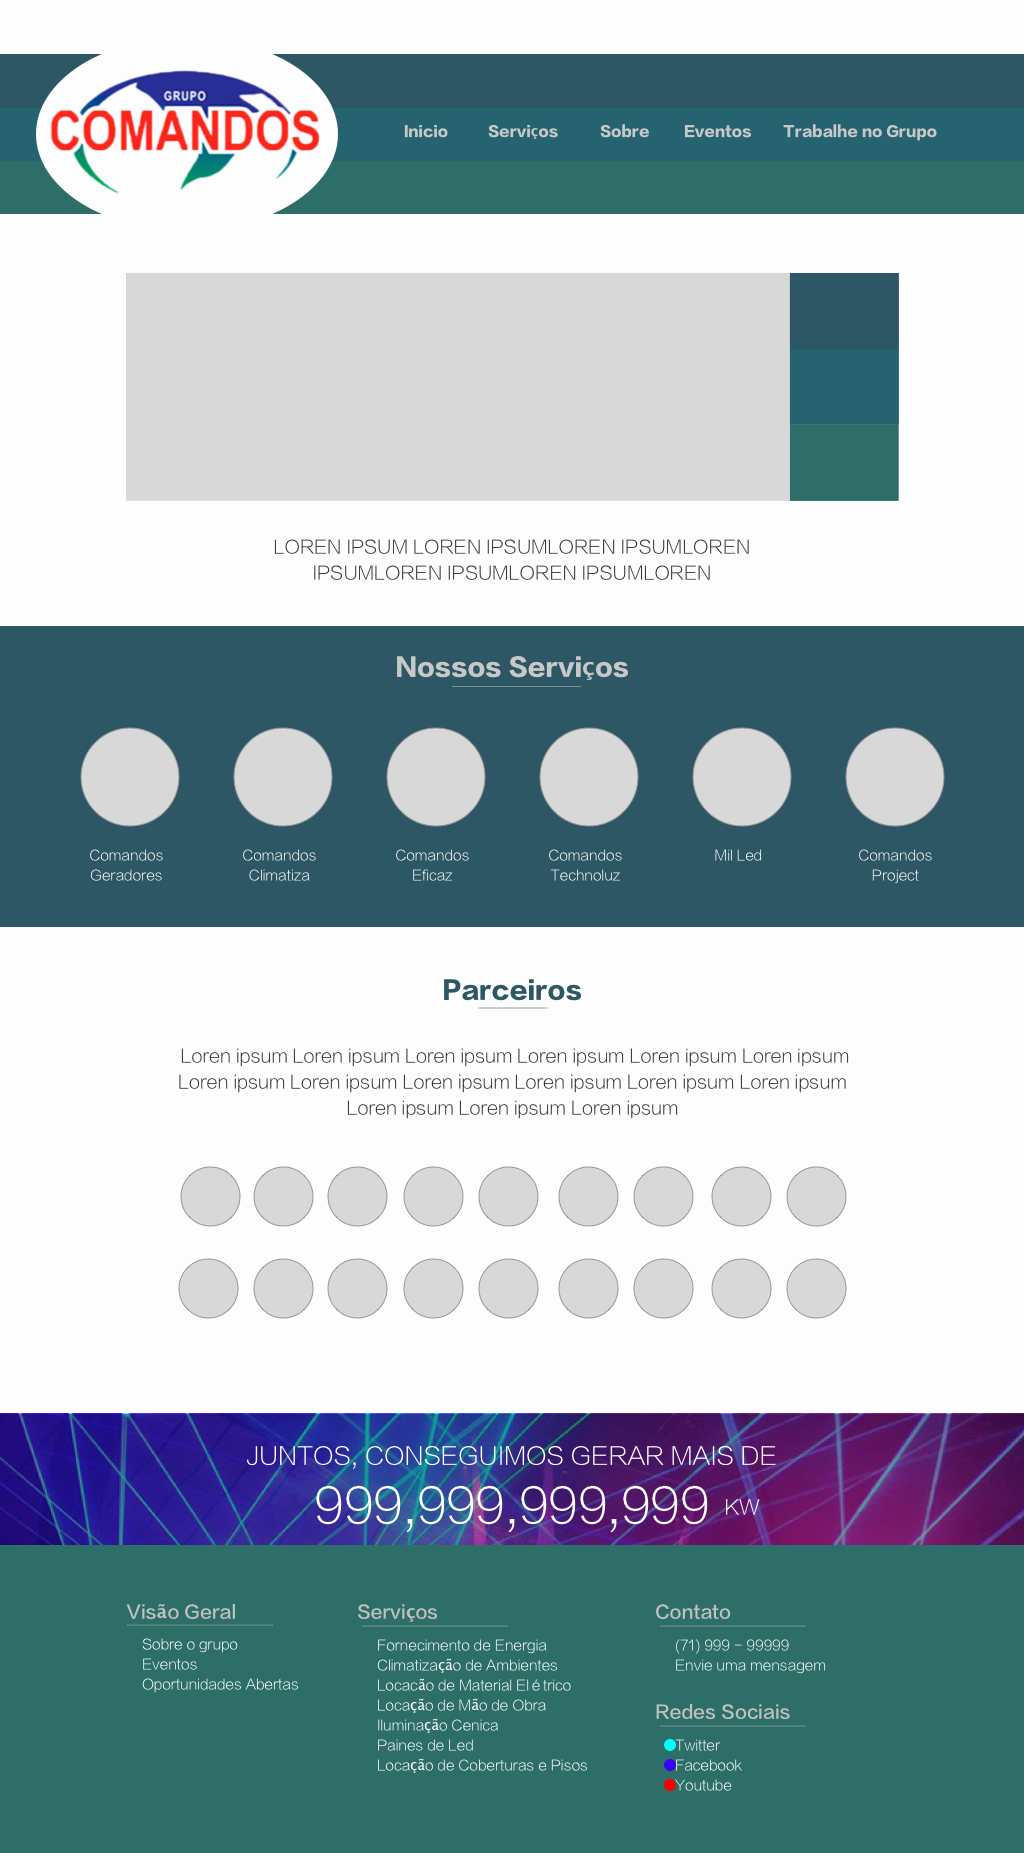 GRUPO
COMANDOS
Inicio Serviços Sobre Eventos Trabalhe no Grupo
LOREN IPSUM LOREN IPSUMLOREN IPSUMLOREN
IPSUMLOREN IPSUMLOREN IPSUMLOREN
Nossos Serviços
Comandos Geradores
Comandos Climatiza
Comandos Eficaz
Comandos Technoluz
Mil Led
Comandos Project
Parceiros
Loren ipsum Loren ipsum Loren ipsum Loren ipsum Loren ipsum Loren ipsum
Loren ipsum Loren ipsum Loren ipsum Loren ipsum Loren ipsum Loren ipsum
Loren ipsum Loren ipsum Loren ipsum
JUNTOS, CONSEGUIMOS GERAR MAIS DE
999,999,999,999 KW
Visão Geral
Sobre o grupo
Eventos
Oportunidades Abertas
Serviços
Fornecimento de Energia
Climatização de Ambientes
Locacão de Material Elétrico
Locação de Mão de Obra
Iluminação Cenica
Paines de Led
Locação de Coberturas e Pisos
Contato
(71) 999 - 99999
Envie uma mensagem
Redes Sociais
Twitter
Facebook
Youtube